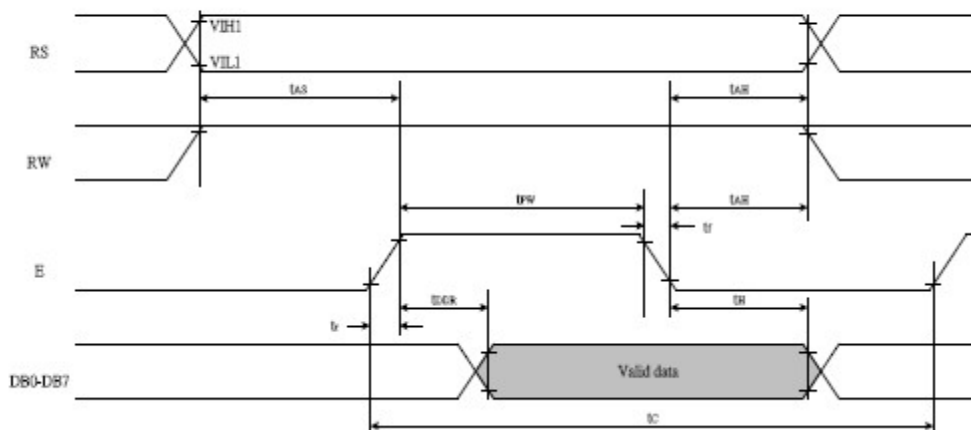 VIH1
RS
VIL1
tAS tAH
RW
tPW tAH
tf
E
tDDR tH
tr
DB0-DB7 Valid data
tC